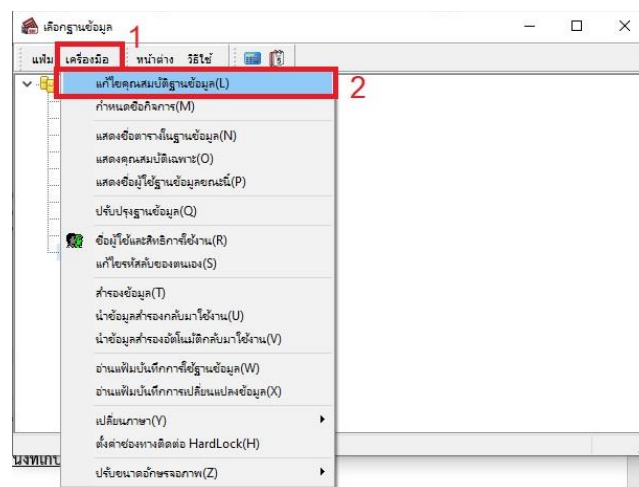 เลือกฐานข้อมูล
1
แฟ้ม เครื่องมือ หน้าต่าง วิธีใช้
แก้ไขคุณสมบัติฐานข้อมูล(L)
2
กำหนดชื่อกิจการ(M)
แสดงชื่อตารางในฐานข้อมูล(N)
แสดงคุณสมบัติเฉพาะ(O)
แสดงชื่อผู้ใช้ฐานข้อมูลขณะนี้(P)
ปรับปรุงฐานข้อมูล(Q)
ชื่อผู้ใช้และสิทธิการใช้งาน(R)
แก้ไขรหัสลับของตนเอง(S)
สำรองข้อมูล(T)
นำข้อมูลสำรองกลับมาใช้งาน(U)
นำข้อมูลสำรองอัตโนมัติกลับมาใช้งาน(V)
อ่านแฟ้มบันทึกการใช้ฐานข้อมูล(W)
อ่านแฟ้มบันทึกการเปลี่ยนแปลงข้อมูล(X)
เปลี่ยนภาษา(Y)
ตั้งค่าช่องทางติดต่อ HardLock(H)
ปรับขนาดอักษรจอภาพ(Z)